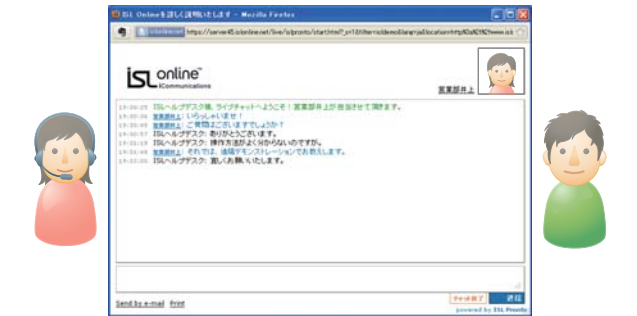 ISL Onlineを詳しく説明いたします - Mozilla Firefox
islonline.net
ISL online™
ICommunications
営業部井上
ISLヘルプデスク様、ライブチャットへようこそ！営業部井上が担当させて頂きます。
営業部井上: いらっしゃいませ！
営業部井上: ご質問はございますでしょうか？
ISLヘルプデスク: ありがとうございます。
ISLヘルプデスク: 操作方法がよく分からないのですが。
営業部井上: それでは、遠隔デモンストレーションでお教えします。
ISLヘルプデスク: 宜しくお願いいたします。
チャット終了 送信
Send by e-mail Print
powered by ISL Pronto